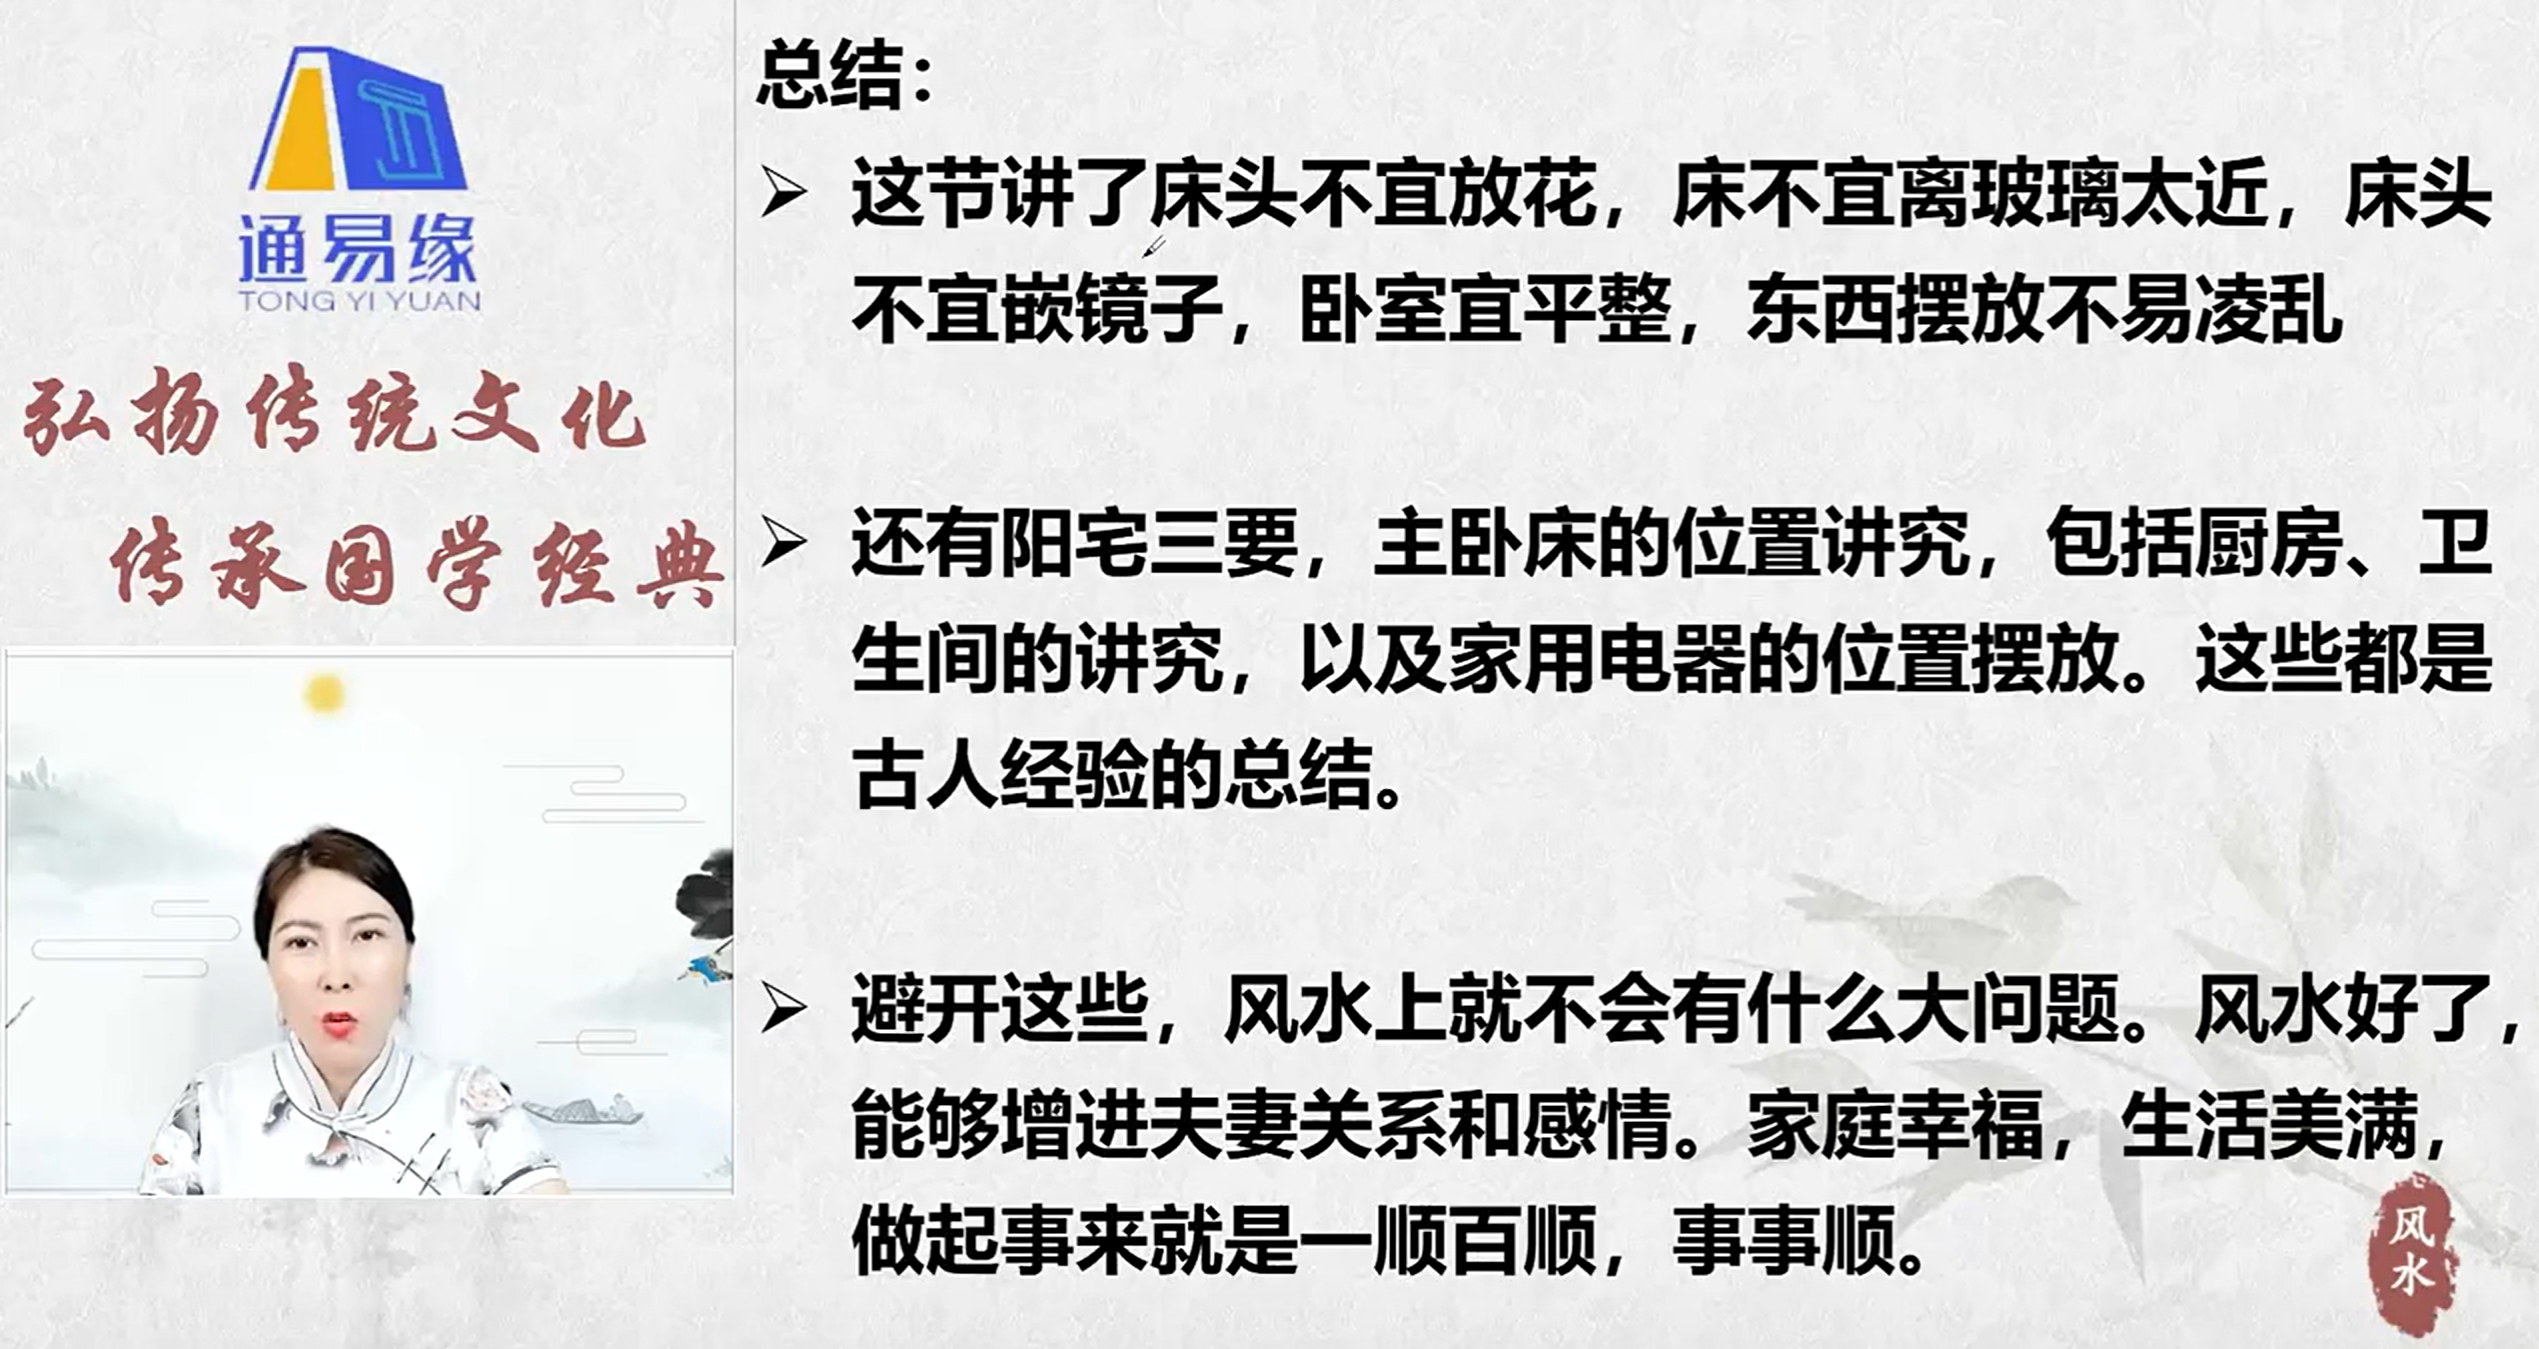 通易缘
TONG YI YUAN
弘扬传统文化
传承国学经典
总结：
➢ 这节讲了床头不宜放花，床不宜离玻璃太近，床头
不宜嵌镜子，卧室宜平整，东西摆放不易凌乱
➢ 还有阳宅三要，主卧床的位置讲究，包括厨房、卫
生间的讲究，以及家用电器的位置摆放。这些都是
古人经验的总结。
➢ 避开这些，风水上就不会有什么大问题。风水好了，
能够增进夫妻关系和感情。家庭幸福，生活美满，
做起事来就是一顺百顺，事事顺。
风
水